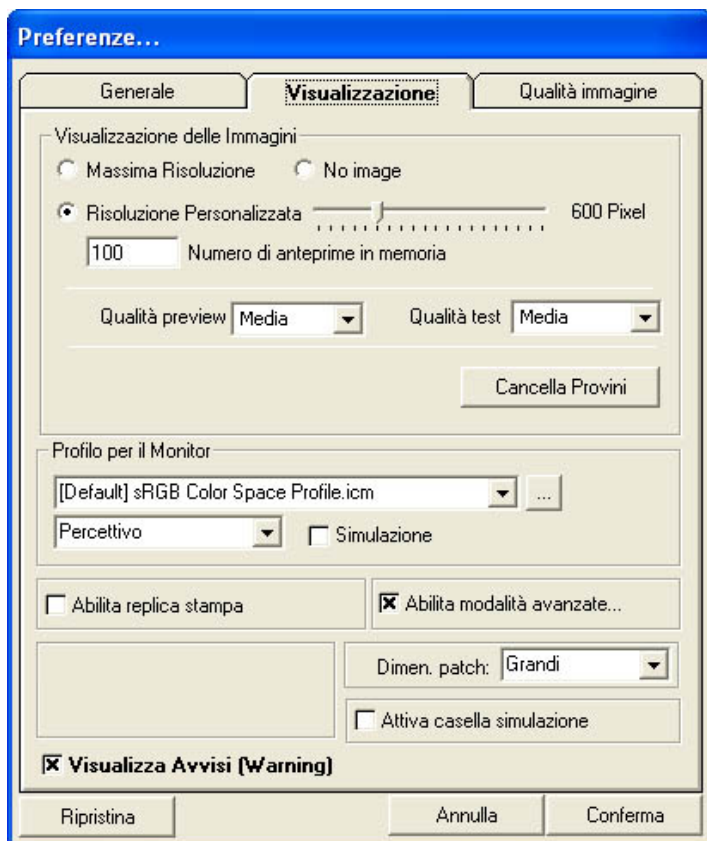 Preferenze...
Generale
Visualizzazione
Qualità immagine
Visualizzazione delle Immagini
Massima Risoluzione
No image
Risoluzione Personalizzata
600 Pixel
100
Numero di anteprime in memoria
Qualità preview
Media
Qualità test
Media
Cancella Provini
Profilo per il Monitor
[Default] sRGB Color Space Profile.icm
...
Percettivo
Simulazione
Abilita replica stampa
Abilita modalità avanzate...
Dimen. patch:
Grandi
Attiva casella simulazione
Visualizza Avvisi (Warning)
Ripristina
Annulla
Conferma